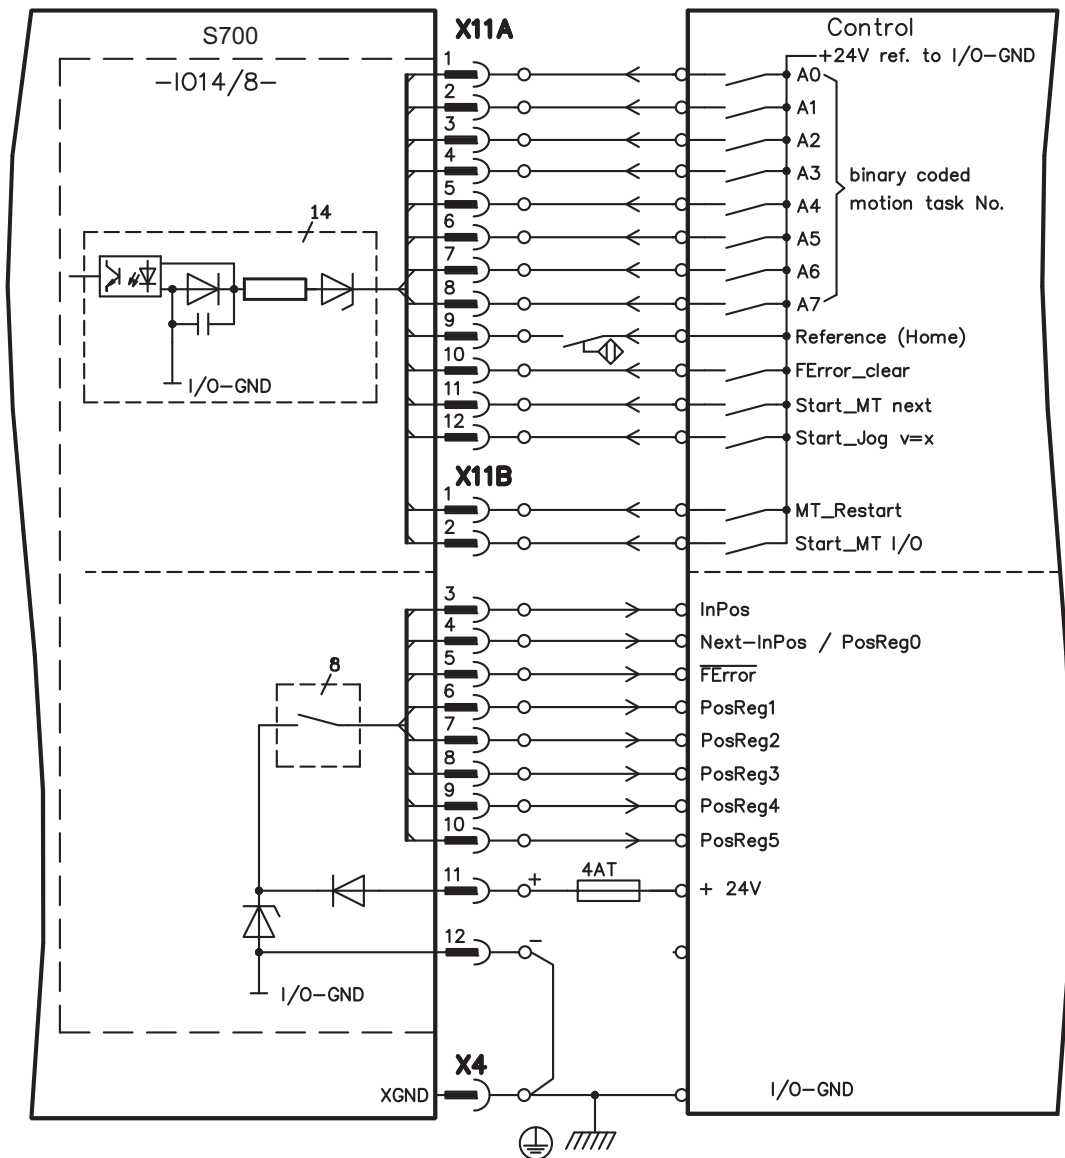 S700
X11A
Control
+24V ref. to I/O-GND
-IO14/8-
1
A0
2
A1
3
A2
4
A3
binary coded
motion task No.
5
A4
14
6
A5
7
A6
8
A7
9
Reference (Home)
10
FError_clear
I/O-GND
11
Start_MT next
12
Start_Jog v=x
X11B
1
MT_Restart
2
Start_MT I/O
3
InPos
4
Next-InPos / PosReg0
5
FError
8
6
PosReg1
7
PosReg2
8
PosReg3
9
PosReg4
10
PosReg5
11
+
4AT
+ 24V
12
-
I/O-GND
X4
XGND
I/O-GND